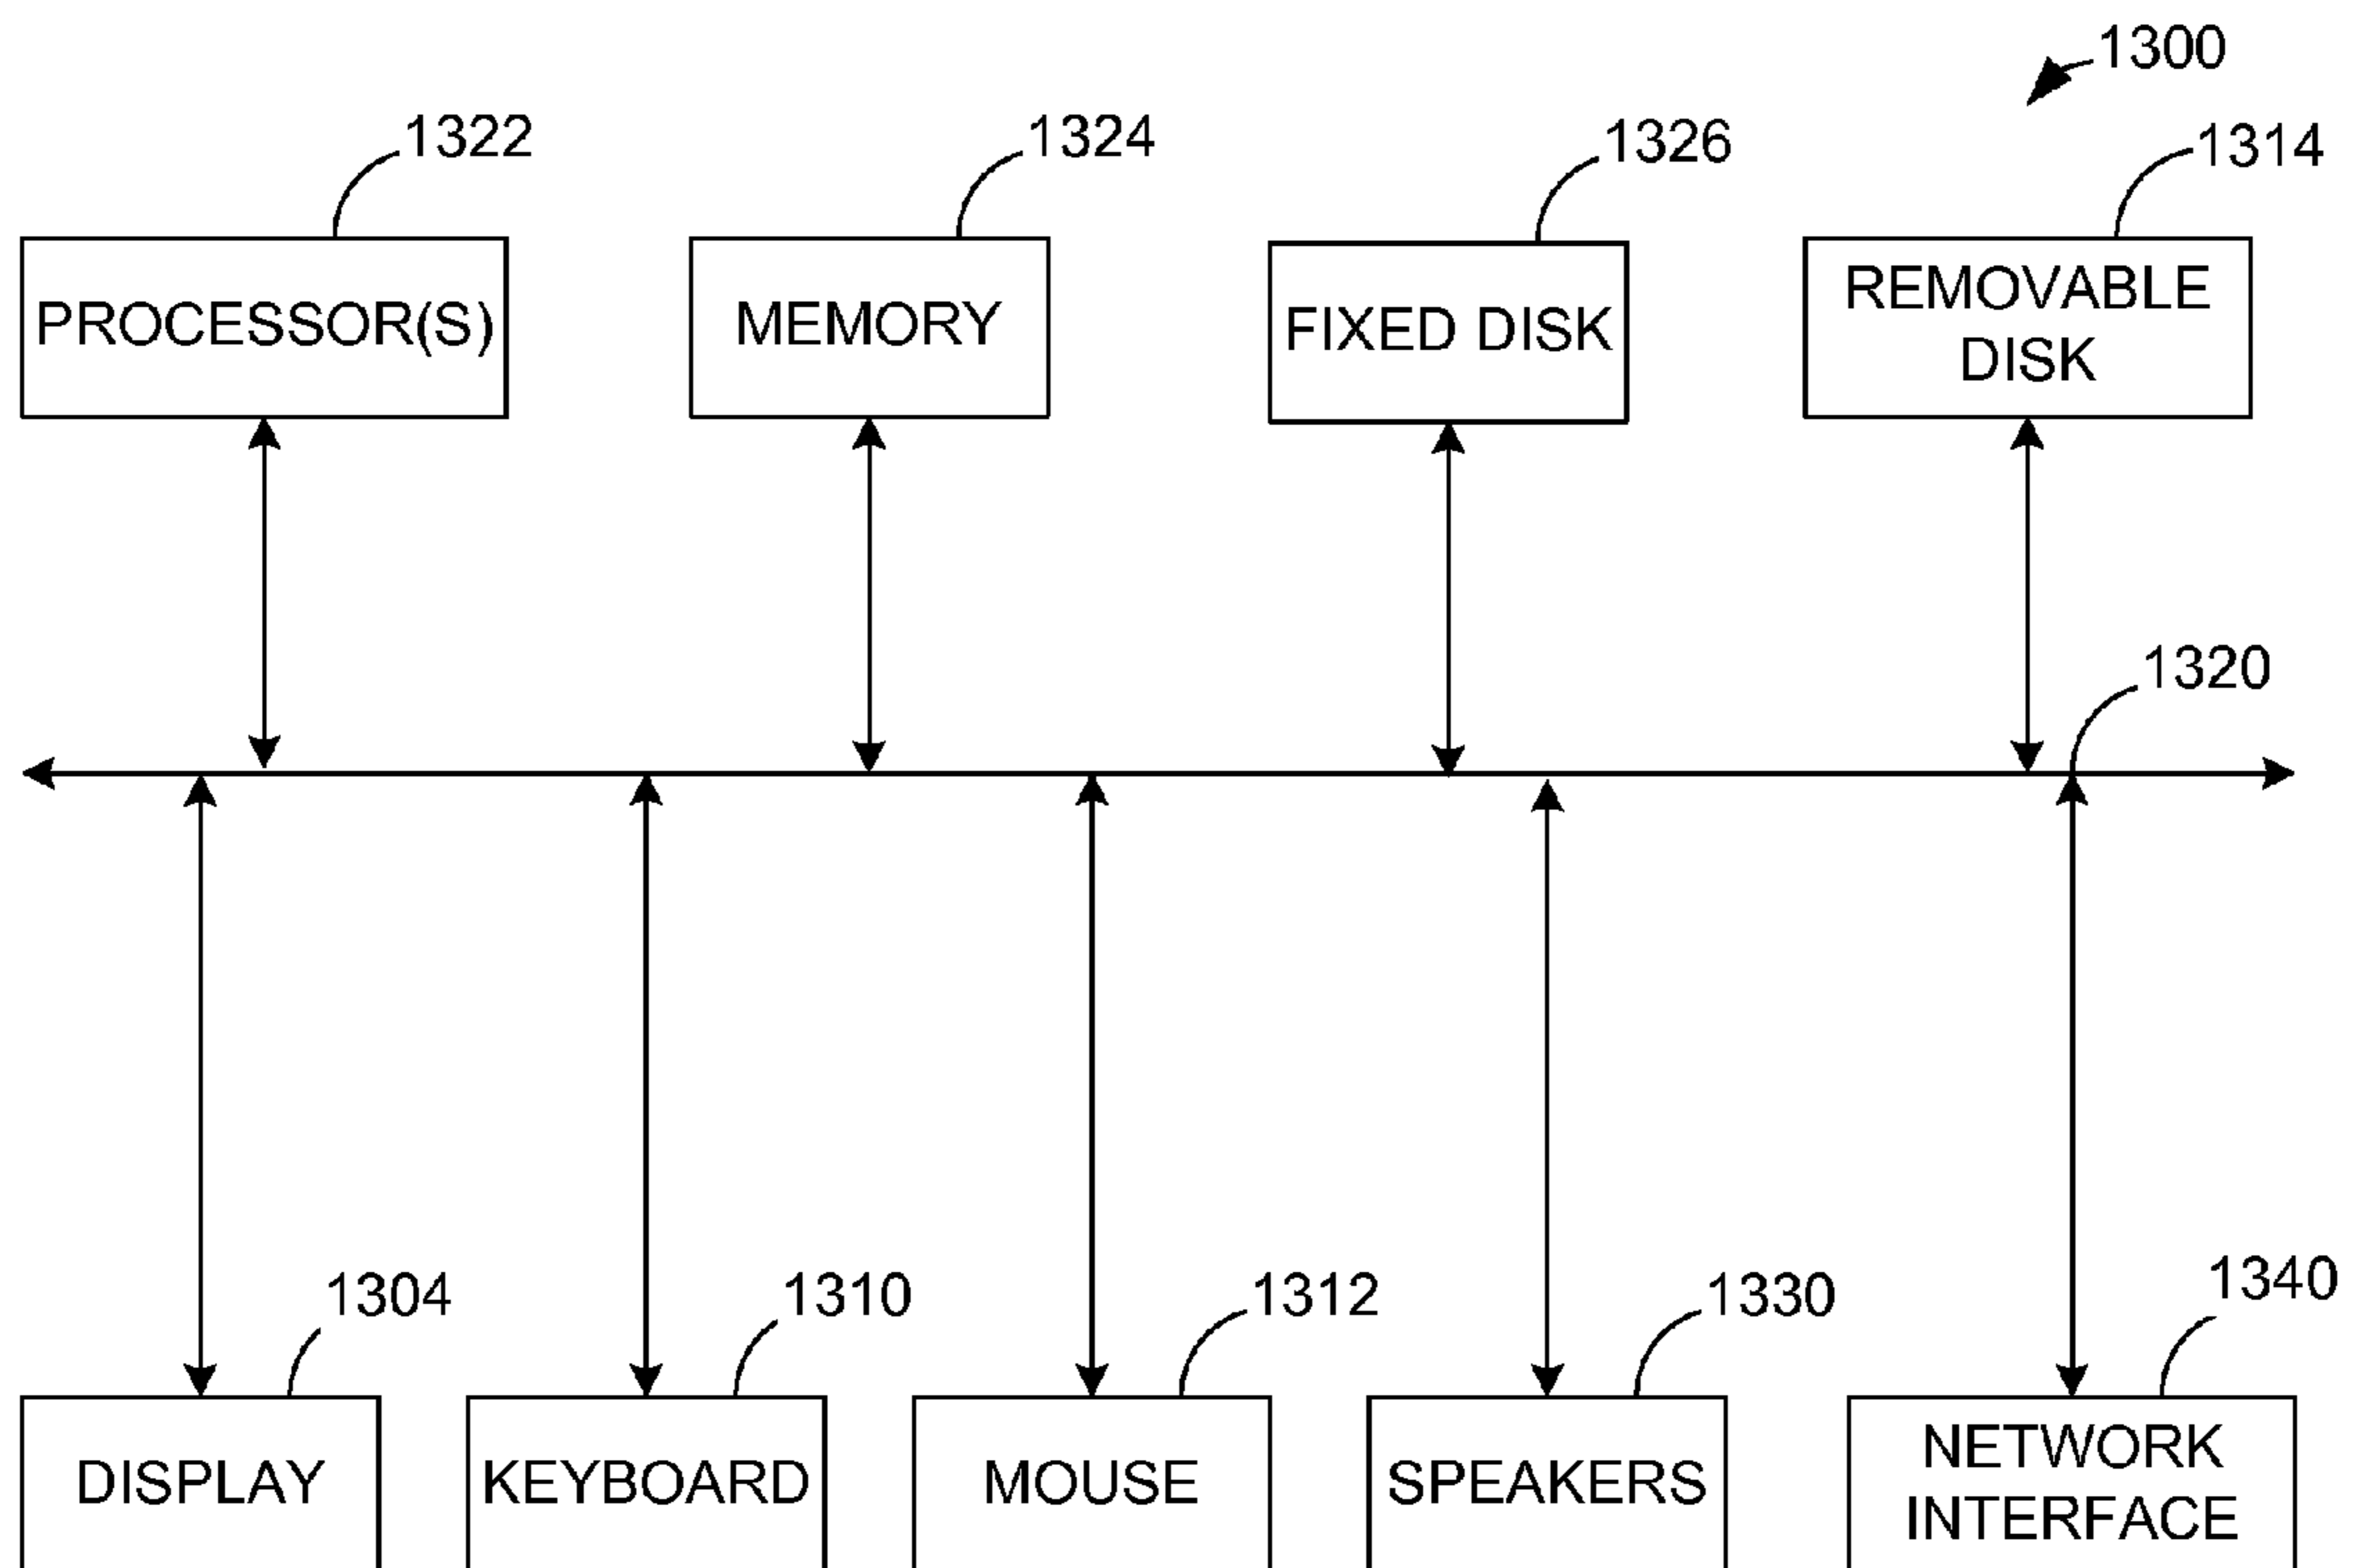 1300
1322
1324
1326
1314
PROCESSOR(S)
MEMORY
FIXED DISK
REMOVABLE
DISK
1320
1304
1310
1312
1330
1340
DISPLAY
KEYBOARD
MOUSE
SPEAKERS
NETWORK
INTERFACE